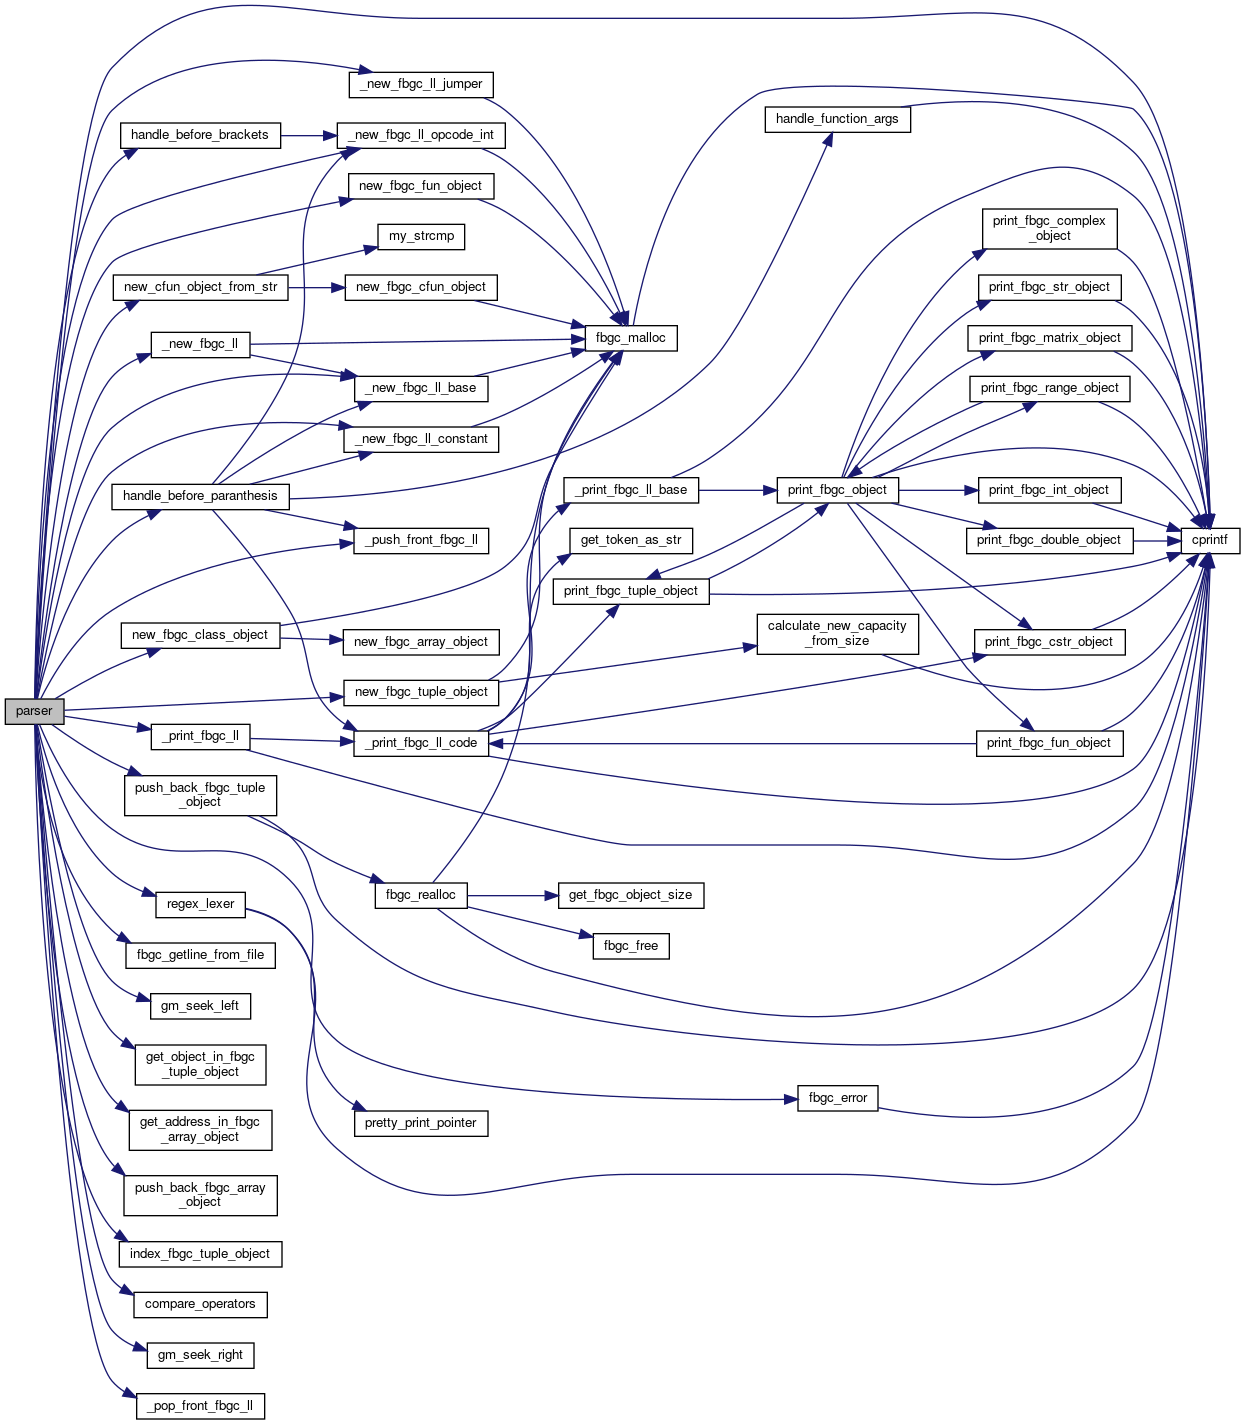 _new_fbgc_ll_jumper
handle_function_args
handle_before_brackets
_new_fbgc_ll_opcode_int
new_fbgc_fun_object
print_fbgc_complex
_object
my_strcmp
new_cfun_object_from_str
new_fbgc_cfun_object
print_fbgc_str_object
_new_fbgc_ll
fbgc_malloc
print_fbgc_matrix_object
_new_fbgc_ll_base
print_fbgc_range_object
_new_fbgc_ll_constant
handle_before_paranthesis
_print_fbgc_ll_base
print_fbgc_object
print_fbgc_int_object
_push_front_fbgc_ll
get_token_as_str
print_fbgc_double_object
cprintf
print_fbgc_tuple_object
new_fbgc_class_object
new_fbgc_array_object
calculate_new_capacity
_from_size
print_fbgc_cstr_object
parser
new_fbgc_tuple_object
_print_fbgc_ll
_print_fbgc_ll_code
print_fbgc_fun_object
push_back_fbgc_tuple
_object
regex_lexer
fbgc_realloc
get_fbgc_object_size
fbgc_getline_from_file
fbgc_free
gm_seek_left
get_object_in_fbgc
_tuple_object
fbgc_error
get_address_in_fbgc
_array_object
pretty_print_pointer
push_back_fbgc_array
_object
index_fbgc_tuple_object
compare_operators
gm_seek_right
_pop_front_fbgc_ll